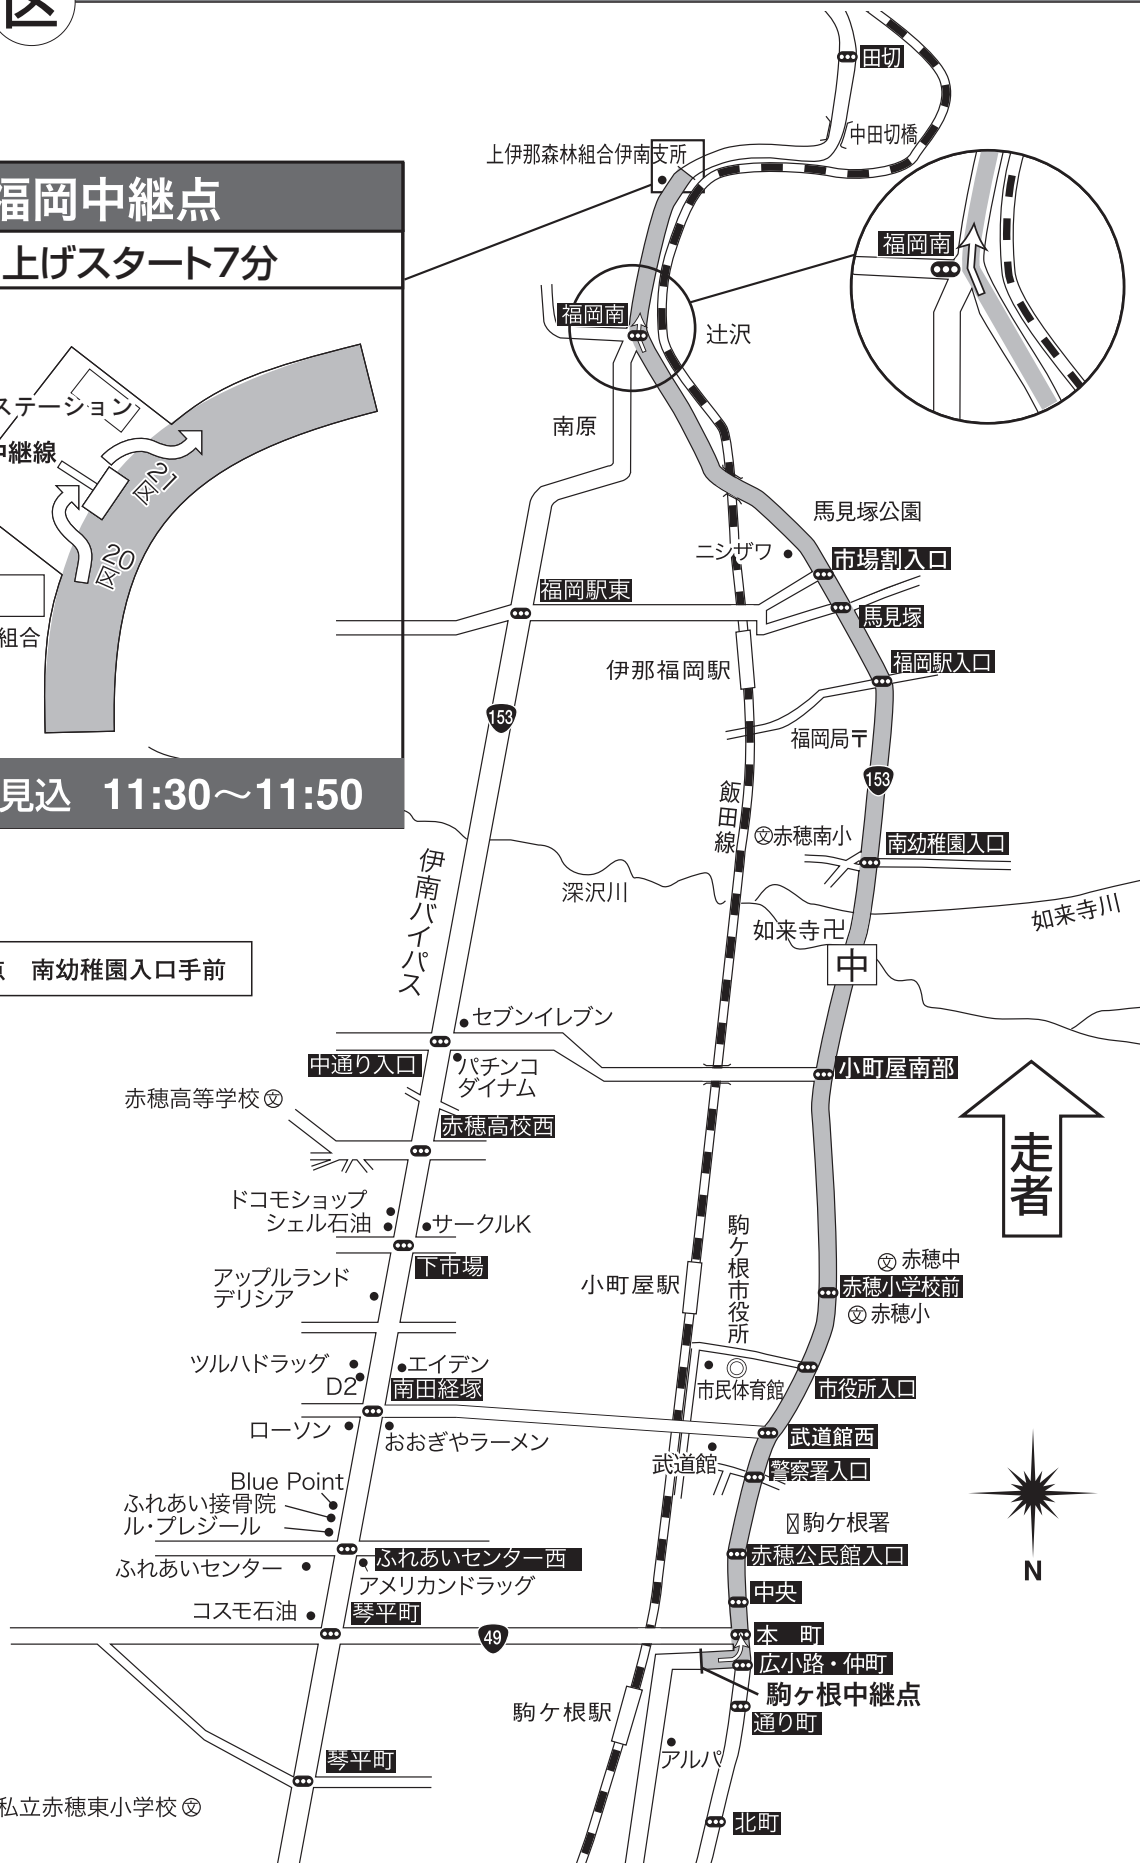 区
田切
中田切橋
上伊那森林組合伊南支所
福岡中継点
上げスタート7分
福岡南
福岡南
辻沢
ステーション
中継線
21区
20区
組合
見込 11:30～11:50
南原
馬見塚公園
ニシザワ
市場割入口
福岡駅東
馬見塚
伊那福岡駅
福岡駅入口
153
福岡局〒
153
飯田線
文赤穂南小
南幼稚園入口
伊南バイパス
深沢川
如来寺卍
如来寺川
点 南幼稚園入口手前
中
セブンイレブン
中通り入口
パチンコ
ダイナム
小町屋南部
赤穂高等学校文
赤穂高校西
走者
ドコモショップ
シェル石油
サークルK
駒ヶ根市役所
下市場
文赤穂中
アップルランド
デリシア
小町屋駅
赤穂小学校前
文赤穂小
ツルハドラッグ
エイデン
D2
南田経塚
市民体育館
市役所入口
ローソン
おおぎやラーメン
武道館西
武道館
警察署入口
Blue Point
ふれあい接骨院
ル・プレジール
駒ケ根署
ふれあいセンター
ふれあいセンター西
アメリカンドラッグ
赤穂公民館入口
N
中央
コスモ石油
琴平町
49
本 町
広小路・仲町
駒ヶ根中継点
駒ケ根駅
通り町
アルパ
琴平町
私立赤穂東小学校文
北町